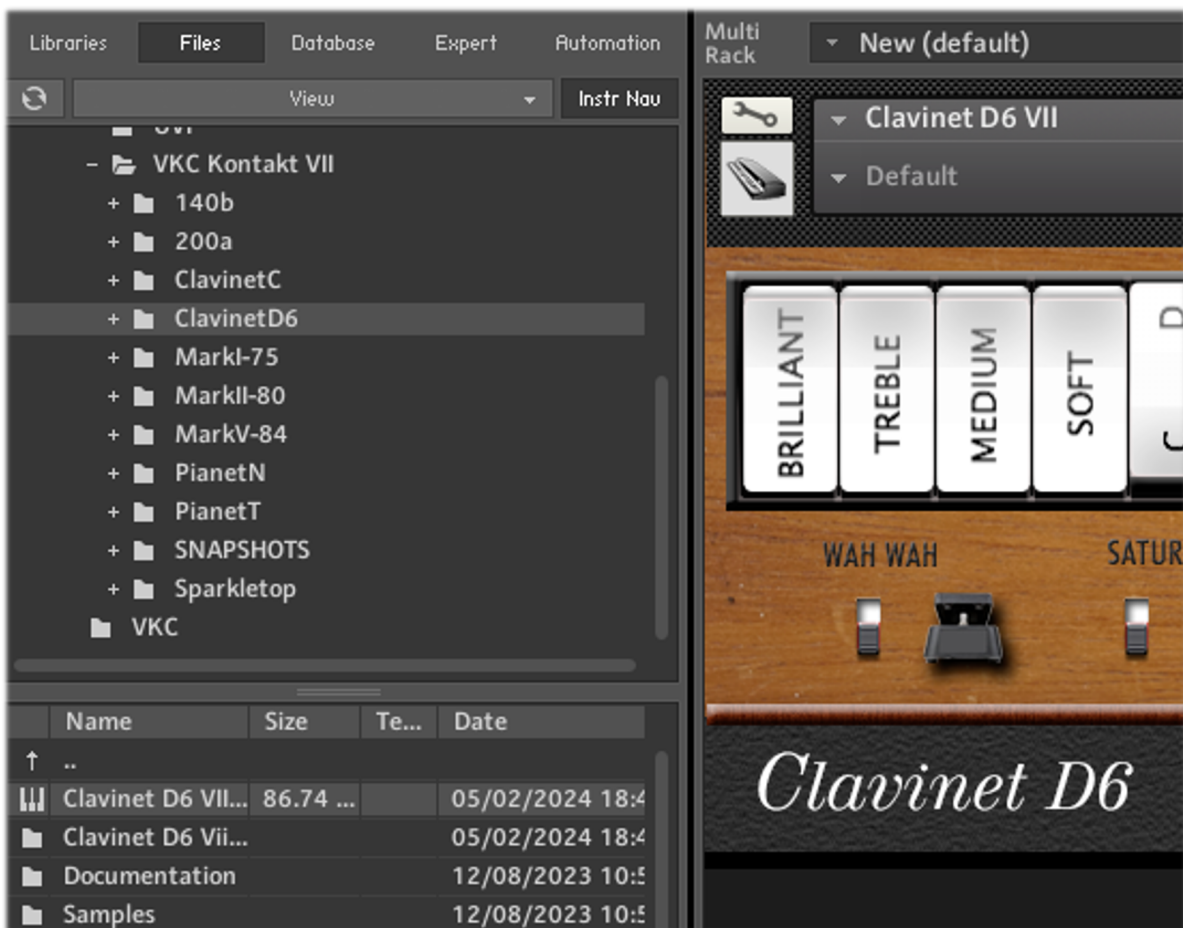 Libraries Files Database Expert Automation
View Instr Nav
UVI
− VKC Kontakt VII
+ 140b
+ 200a
+ ClavinetC
+ ClavinetD6
+ MarkI-75
+ MarkII-80
+ MarkV-84
+ PianetN
+ PianetT
+ SNAPSHOTS
+ Sparkletop
VKC
Name Size Te... Date
↑ ..
Clavinet D6 VII... 86.74 ... 05/02/2024 18:4
Clavinet D6 Vii... 05/02/2024 18:4
Documentation 12/08/2023 10:5
Samples 12/08/2023 10:5
Multi
Rack
New (default)
Clavinet D6 VII
Default
BRILLIANT
TREBLE
MEDIUM
SOFT
D
C
WAH WAH SATUR
Clavinet D6